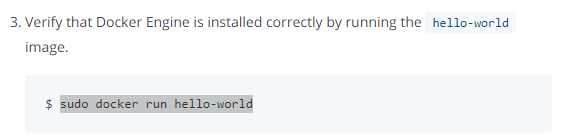 3. Verify that Docker Engine is installed correctly by running the hello-world
image.
$ sudo docker run hello-world